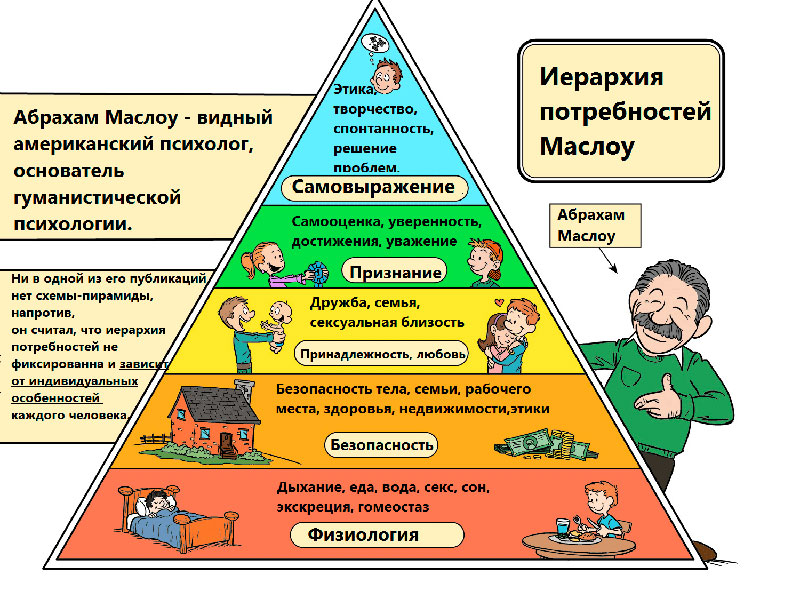 Иерархия
потребностей
Маслоу
Абрахам Маслоу - видный
американский психолог,
основатель
гуманистической
психологии.
Ни в одной из его публикаций
нет схемы-пирамиды,
напротив,
он считал, что иерархия
потребностей не
фиксированна и зависит
от индивидуальных
особенностей
каждого человека.
Этика,
творчество,
спонтанность,
решение
проблем.
Самовыражение
Самооценка, уверенность,
достижения, уважение
Признание
Дружба, семья,
сексуальная близость
Принадлежность, любовь
Безопасность тела, семьи, рабочего
места, здоровья, недвижимости,этики
Безопасность
Дыхание, еда, вода, секс, сон,
экскреция, гомеостаз
Физиология
Абрахам
Маслоу